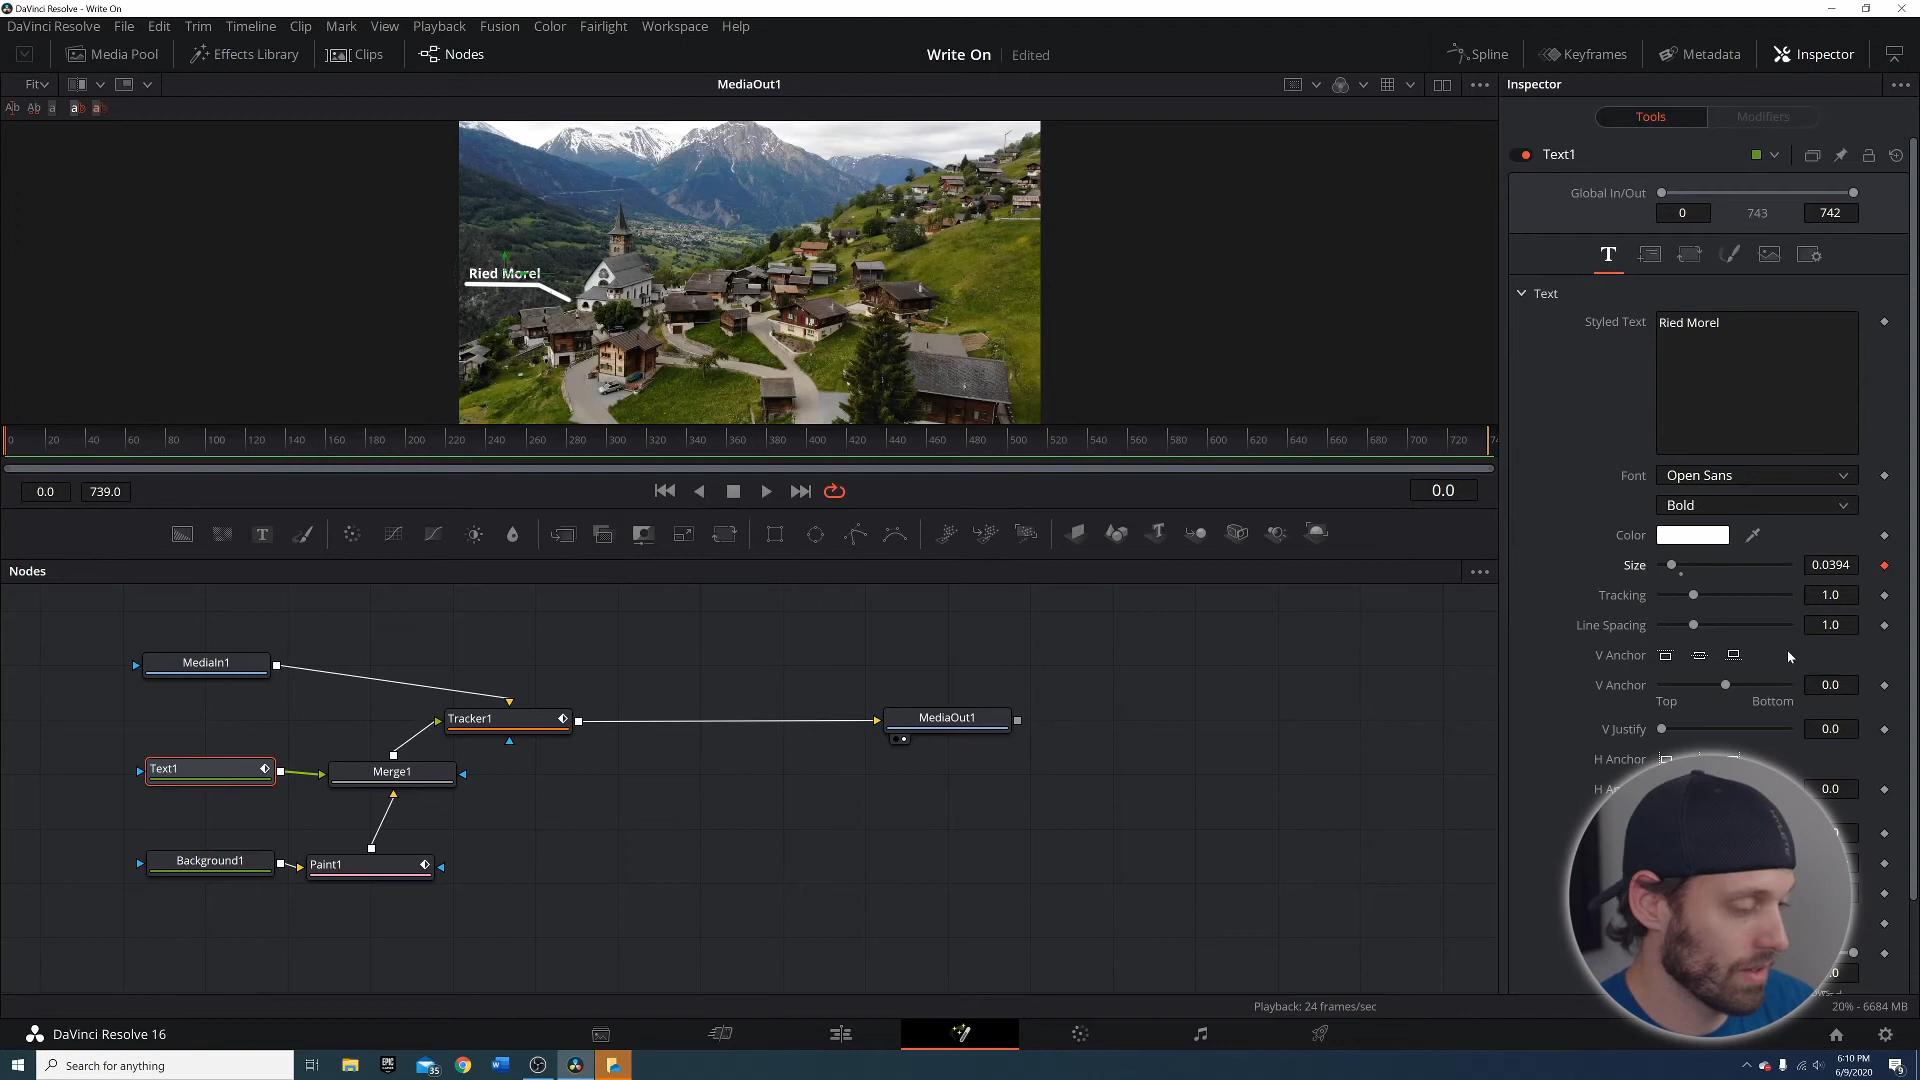 DaVinci Resolve - Write On
DaVinci Resolve File Edit Trim Timeline Clip Mark View Playback Fusion Color Fairlight Workspace Help
Media Pool Effects Library Clips Nodes Write On Edited Spline Keyframes Metadata Inspector
Fit MediaOut1 Inspector
Tools Modifiers
Text1
Global In/Out
0 743 742
Text
Styled Text Ried Morel
Ried Morel
0 20 40 60 80 100 120 140 160 180 200 220 240 260 280 300 320 340 360 380 400 420 440 460 480 500 520 540 560 580 600 620 640 660 680 700 720
Font Open Sans
0.0 739.0 0.0
Bold
Color
Size 0.0394
Nodes
Tracking 1.0
Line Spacing 1.0
V Anchor
V Anchor 0.0
Top Bottom
V Justify 0.0
H Anchor
0.0
MediaIn1
Tracker1 MediaOut1
Text1 Merge1
Background1 Paint1
Playback: 24 frames/sec 20% - 6684 MB
DaVinci Resolve 16
Search for anything
EPIC
35
6:10 PM
6/9/2020
9